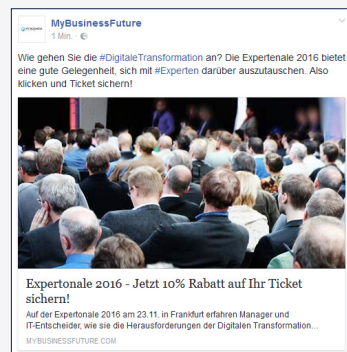 MyBusinessFuture
1 Min. ·
Wie gehen Sie die #DigitaleTransformation an? Die Expertenale 2016 bietet
eine gute Gelegenheit, sich mit #Experten darüber auszutauschen. Also
klicken und Ticket sichern!
Expertonale 2016 - Jetzt 10% Rabatt auf Ihr Ticket
sichern!
Auf der Expertonale 2016 am 23.11. in Frankfurt erfahren Manager und
IT-Entscheider, wie sie die Herausforderungen der Digitalen Transformation...
MYBUSINESSFUTURE.COM